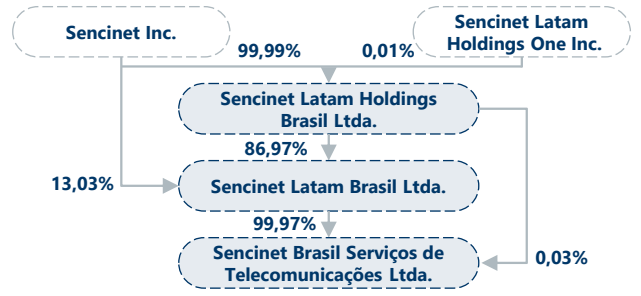 Sencinet Inc.
Sencinet Latam
Holdings One Inc.
99,99%
0,01%
Sencinet Latam Holdings
Brasil Ltda.
86,97%
13,03%
Sencinet Latam Brasil Ltda.
99,97%
Sencinet Brasil Serviços de
Telecomunicações Ltda.
0,03%